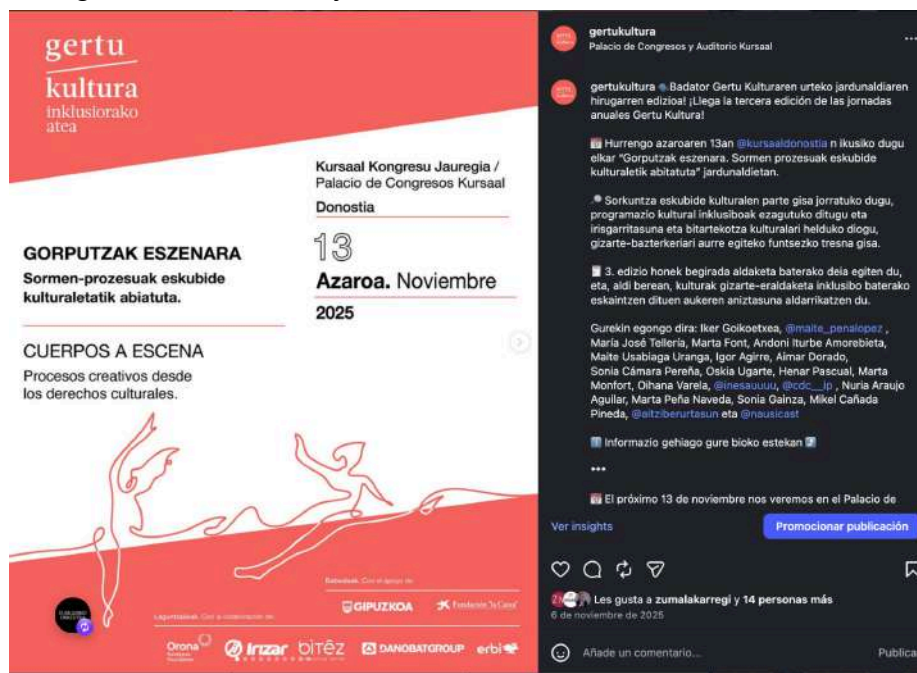 gertu
kultura
inklusiorako
atea
Kursaal Kongresu Jauregia /
Palacio de Congresos Kursaal
Donostia
13
Azaroa. Noviembre
2025
GORPUTZAK ESZENARA
Sormen-prozesuak eskubide
kulturaletatik abiatuta.
CUERPOS A ESCENA
Procesos creativos desde
los derechos culturales.
Babesleak. Con el apoyo de:
GIPUZKOA
Fundación "la Caixa"
Laguntzaileak. Con la colaboración de:
Orona
Fundazioa
irizar
bitēz
DANOBATGROUP
erbi
gertukultura
Palacio de Congresos y Auditorio Kursaal
gertukultura Badator Gertu Kulturaren urteko jardunaldiaren
hirugarren edizioa! ¡Llega la tercera edición de las jornadas
anuales Gertu Kultura!
Hurrengo azaroaren 13an @kursaaldonostia n ikusiko dugu
elkar "Gorputzak eszenara. Sormen prozesuak eskubide
kulturaletik abitatuta" jardunaldietan.
Sorkuntza eskubide kulturalen parte gisa jorratuko dugu,
programazio kultural inklusiboak ezagutuko ditugu eta
irisgarritasuna eta bitartekotza kulturalari helduko diogu,
gizarte-bazterkeriari aurre egiteko funtsezko tresna gisa.
3. edizio honek begirada aldaketa baterako deia egiten du,
eta, aldi berean, kulturak gizarte-eraldaketa inklusibo baterako
eskaintzen dituen aukeren aniztasuna aldarrikatzen du.
Gurekin egongo dira: Iker Goikoetxea, @maite_penalopez ,
María José Tellería, Marta Font, Andoni Iturbe Amorebieta,
Maite Usabiaga Uranga, Igor Agirre, Aimar Dorado,
Sonia Cámara Pereña, Oskia Ugarte, Henar Pascual, Marta
Monfort, Oihana Varela, @inesauuuu, @cdc__ip , Nuria Araujo
Aguilar, Marta Peña Naveda, Sonia Gainza, Mikel Cañada
Pineda, @aitziberurtasun eta @nausicast
Informazio gehiago gure bioko estekan
•••
El próximo 13 de noviembre nos veremos en el Palacio de
Ver insights
Promocionar publicación
Les gusta a zumalakarregi y 14 personas más
6 de noviembre de 2025
Añade un comentario...
Publica